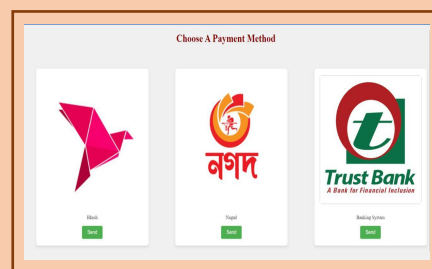 Choose A Payment Method
নগদ
Trust Bank
A Bank for Financial Inclusion
Bkash
Nagad
Banking System
Send
Send
Send